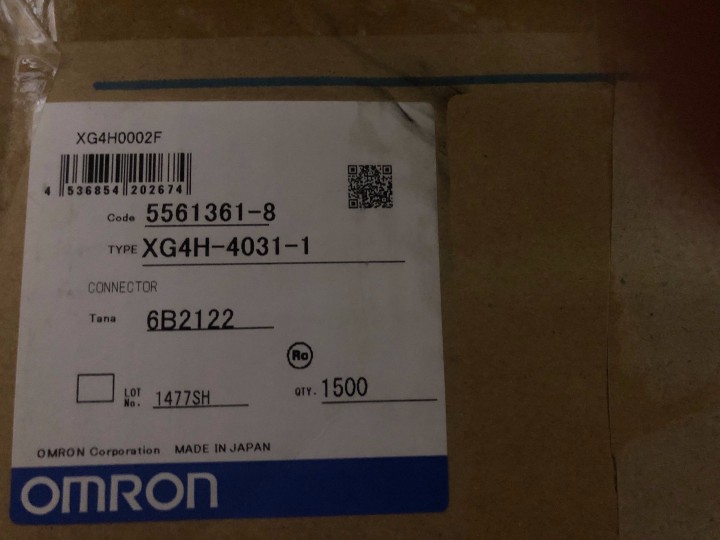 XG4H0002F
4 536854 202674
Code 5561361-8
TYPE XG4H-4031-1
CONNECTOR
Tana 6B2122
Ro
LOT No. 1477SH QTY. 1500
OMRON Corporation MADE IN JAPAN
OMRON